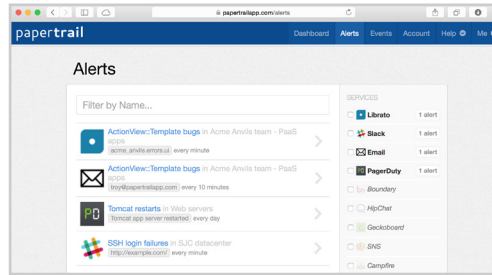 papertrailapp.com/alerts
papertrail
Dashboard Alerts Events Account Help Me
Alerts
Filter by Name...
ActionView::Template bugs in Acme Anvils team - PaaS
apps
acme_anvils.errors.ui every minute
ActionView::Template bugs in Acme Anvils team - PaaS
apps
troy@papertrailapp.com every 10 minutes
PD
Tomcat restarts in Web servers
Tomcat app server restarted every day
SSH login failures in SJC datacenter
http://example.com/ every minute
SERVICES
Librato 1 alert
Slack 1 alert
Email 1 alert
PD PagerDuty 1 alert
Boundary
HipChat
Geckoboard
SNS
Campfire